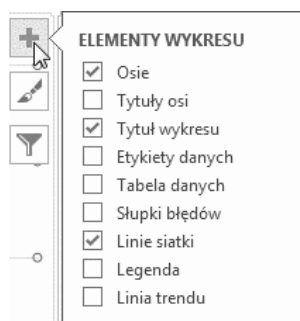 ELEMENTY WYKRESU
Osie
Tytuły osi
Tytuł wykresu
Etykiety danych
Tabela danych
Słupki błędów
Linie siatki
Legenda
Linia trendu